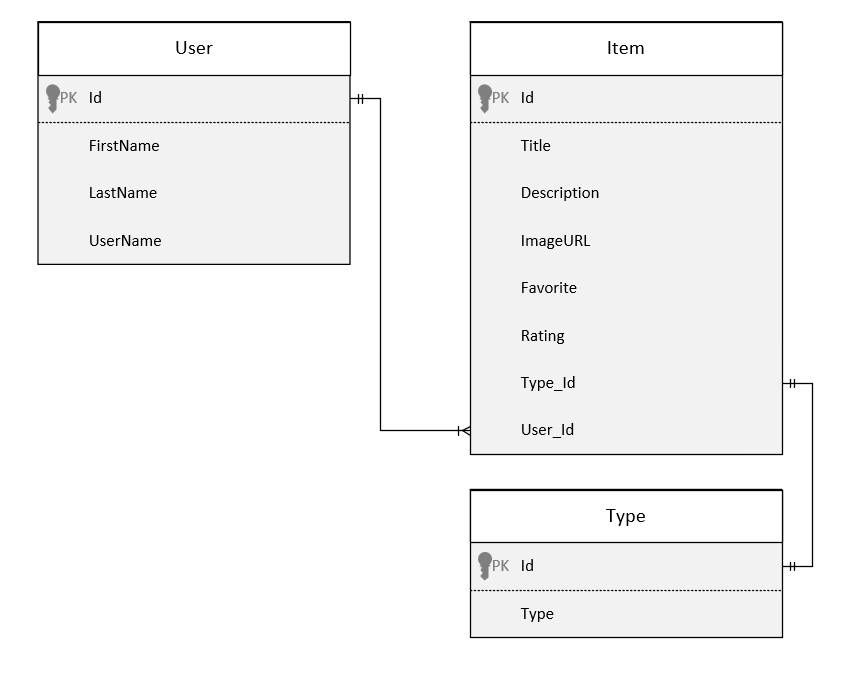 User
PK Id
FirstName
LastName
UserName
Item
PK Id
Title
Description
ImageURL
Favorite
Rating
Type_Id
User_Id
Type
PK Id
Type